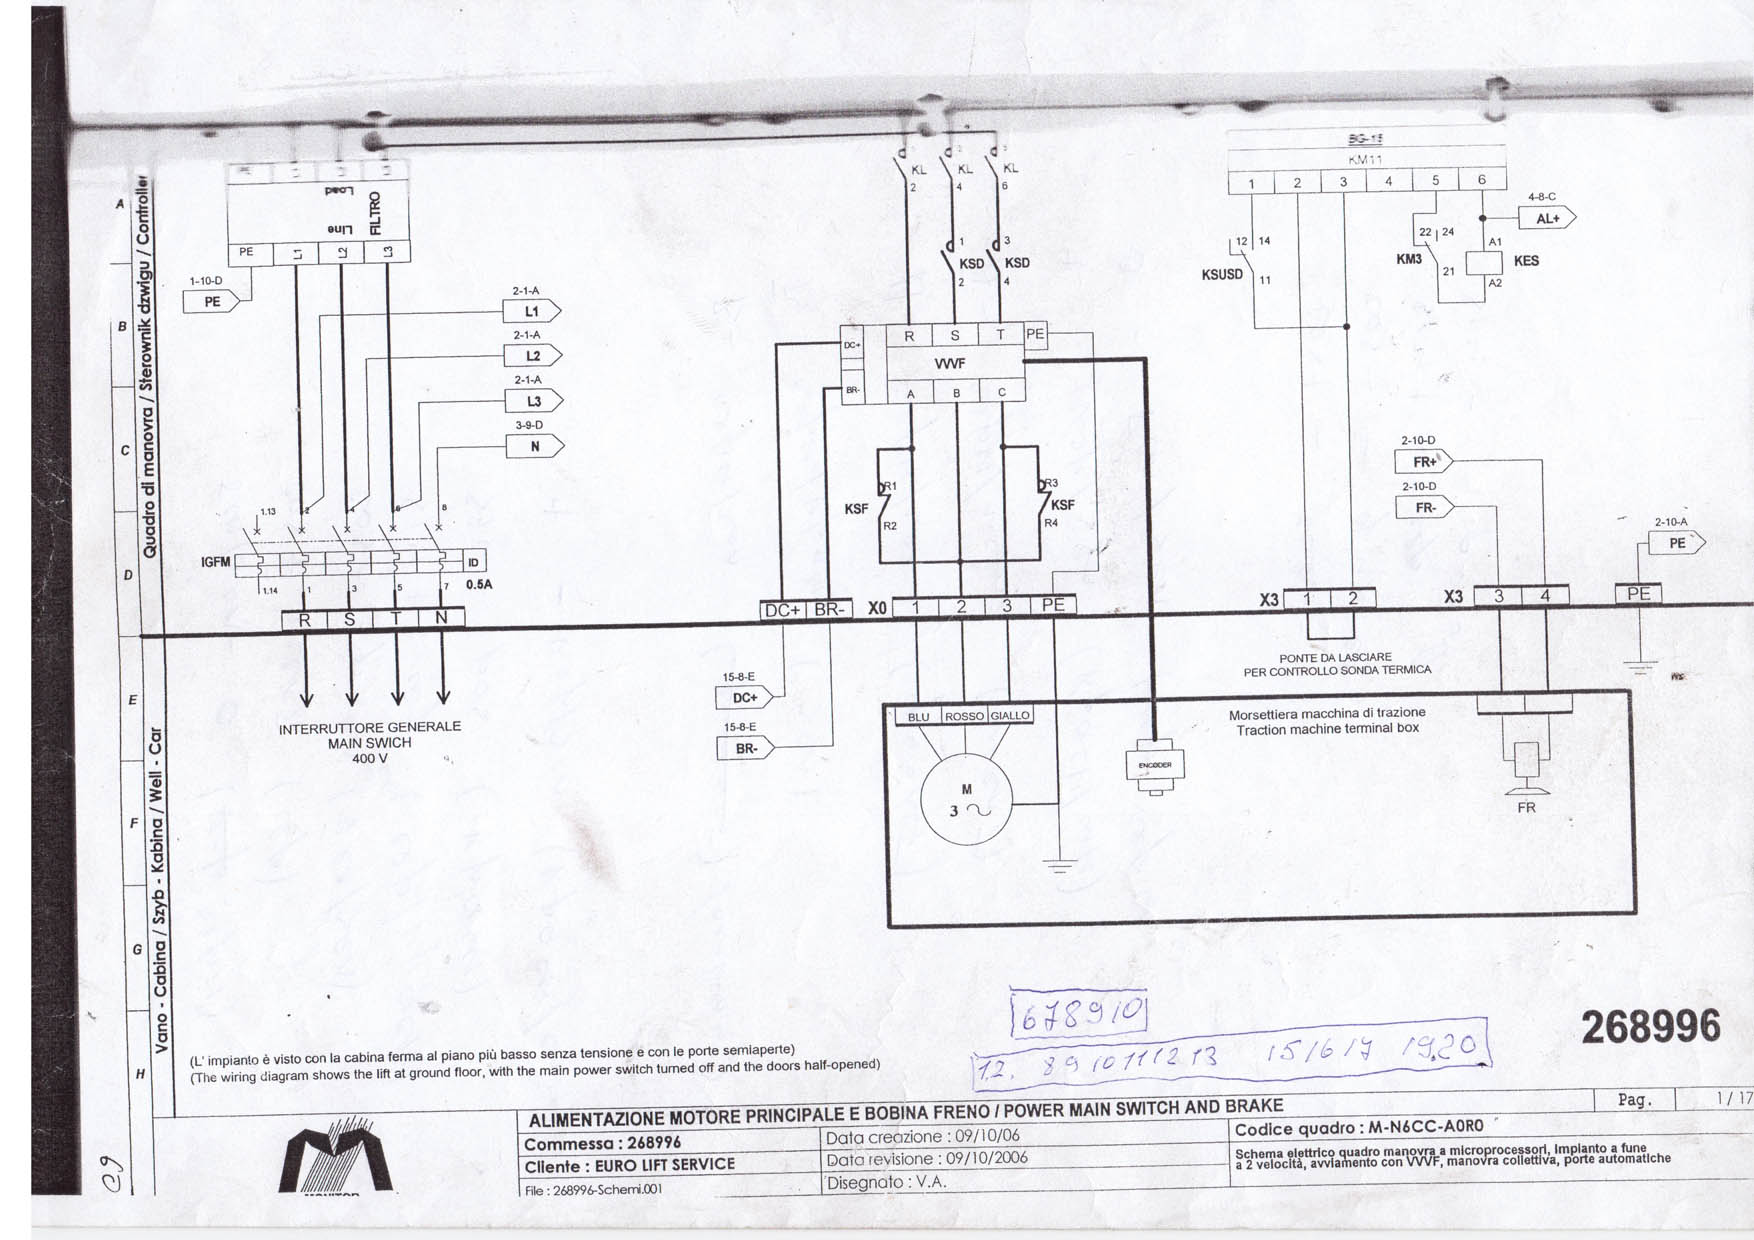 BG-15
KM11
1 2 3 4 5 6
KL KL KL
2 4 6
Load
Line
FILTRO
PE L1 L2 L3
1-10-D
PE
2-1-A
L1
2-1-A
L2
2-1-A
L3
3-9-D
N
1 3
KSD KSD
2 4
R S T PE
DC+
VVVF
BR-
A B C
R1 R3
KSF KSF
R2 R4
12 14
KSUSD
11
22 24
KM3
21
A1
KES
A2
4-8-C
AL+
2-10-D
FR+
2-10-D
FR-
2-10-A
PE
1.13 2 4 6 8
IGFM
ID
0.5A
1.14 1 3 5 7
R S T N
DC+ BR- X0 1 2 3 PE
X3 1 2
X3 3 4
PE
INTERRUTTORE GENERALE
MAIN SWICH
400 V
15-8-E
DC+
15-8-E
BR-
PONTE DA LASCIARE
PER CONTROLLO SONDA TERMICA
BLU ROSSO GIALLO
M
3
ENCODER
Morsettiera macchina di trazione
Traction machine terminal box
FR
A
B
C
D
E
F
G
H
Quadro di manovra / Sterownik dzwigu / Controller
Vano - Cabina / Szyb - Kabina / Well - Car
678910
12. 8910111213 151617 19.20
268996
(L' impianto è visto con la cabina ferma al piano più basso senza tensione e con le porte semiaperte)
(The wiring diagram shows the lift at ground floor, with the main power switch turned off and the doors half-opened)
ALIMENTAZIONE MOTORE PRINCIPALE E BOBINA FRENO / POWER MAIN SWITCH AND BRAKE
Pag. 1 / 17
Commessa : 268996
Data creazione : 09/10/06
Codice quadro : M-N6CC-A0R0
Cliente : EURO LIFT SERVICE
Data revisione : 09/10/2006
Schema elettrico quadro manovra a microprocessori, Impianto a fune
a 2 velocità, avviamento con VVVF, manovra collettiva, porte automatiche
File : 268996-Schemi.001
Disegnato : V.A.
MONITOR